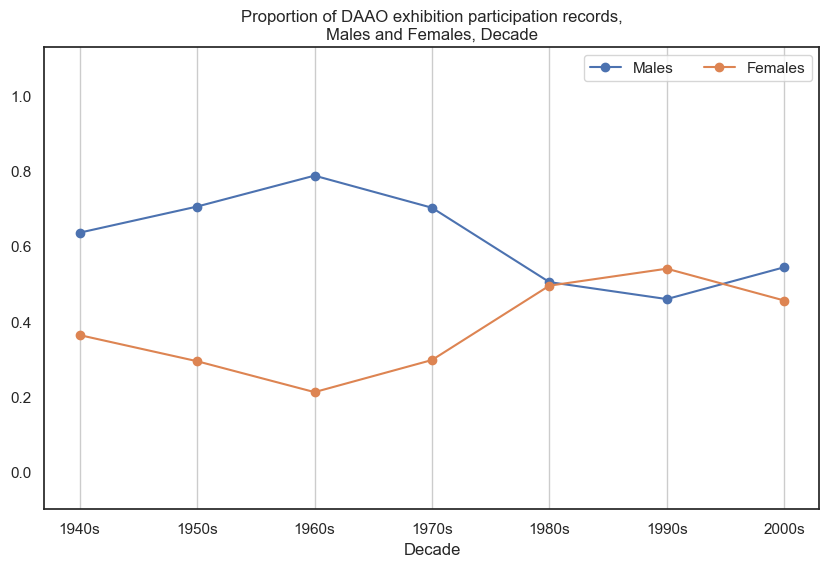 Proportion of DAAO exhibition participation records,
Males and Females, Decade
Males
Females
1.0
0.8
0.6
0.4
0.2
0.0
1940s
1950s
1960s
1970s
1980s
1990s
2000s
Decade